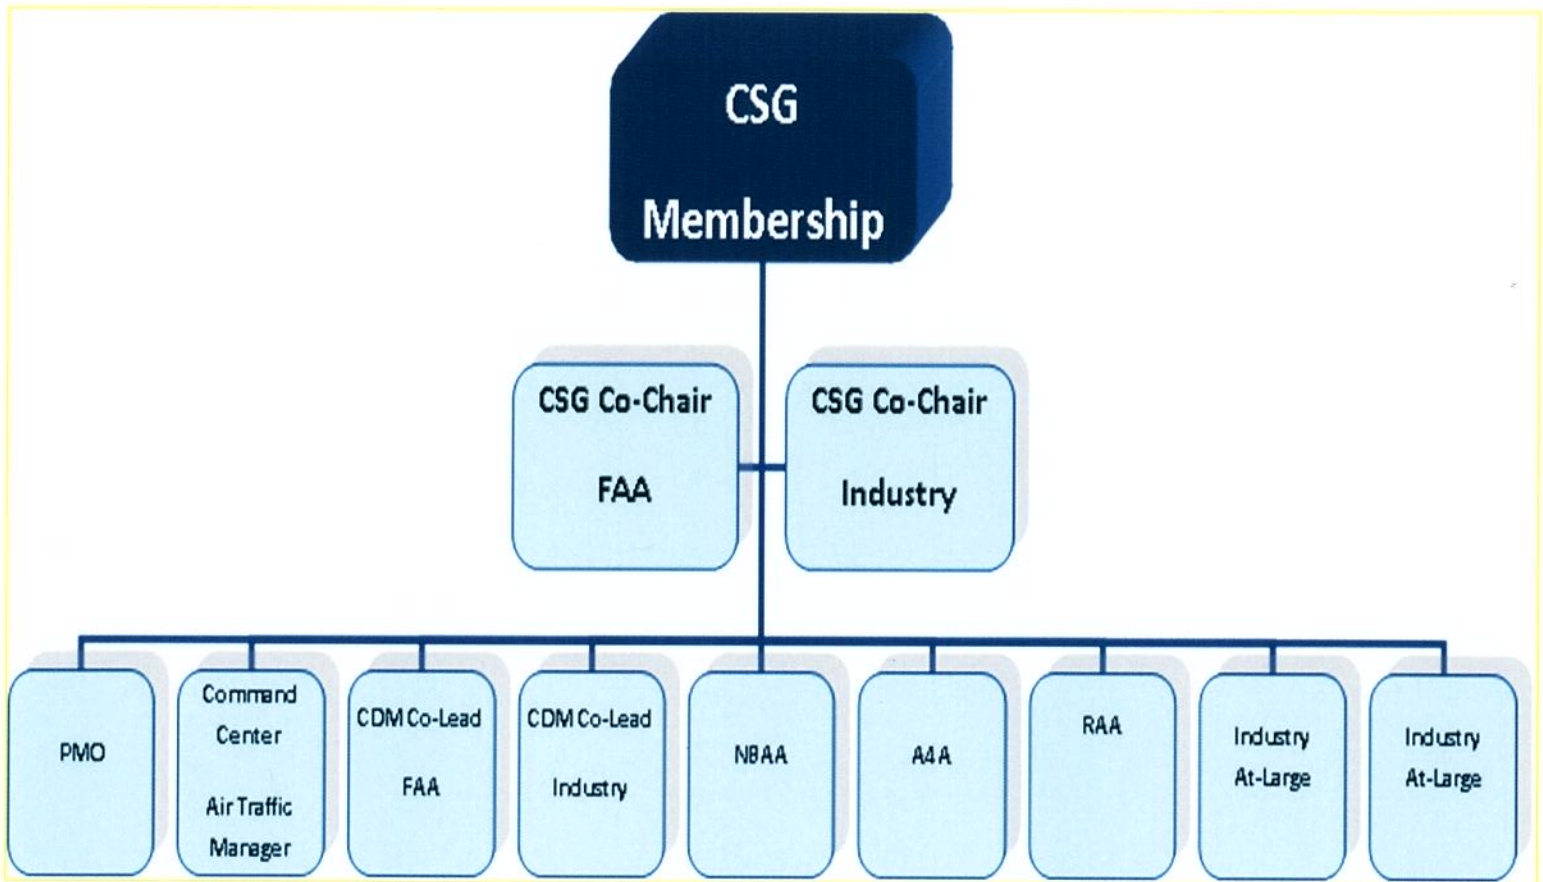 CSG
Membership
CSG Co-Chair
FAA
CSG Co-Chair
Industry
PMO
Command
Center
Air Traffic
Manager
CDM Co-Lead
FAA
CDM Co-Lead
Industry
NBAA
A4A
RAA
Industry
At-Large
Industry
At-Large